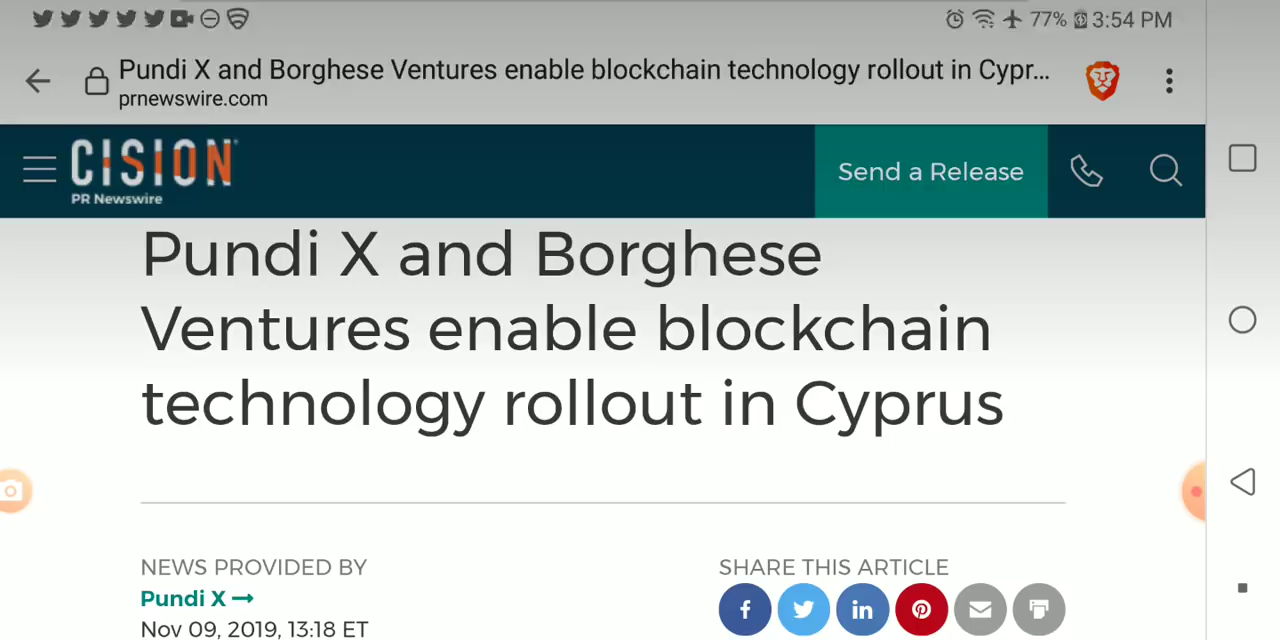 77% 3:54 PM
Pundi X and Borghese Ventures enable blockchain technology rollout in Cypr...
prnewswire.com
CISION
PR Newswire
Send a Release
Pundi X and Borghese
Ventures enable blockchain
technology rollout in Cyprus
NEWS PROVIDED BY
Pundi X →
Nov 09, 2019, 13:18 ET
SHARE THIS ARTICLE